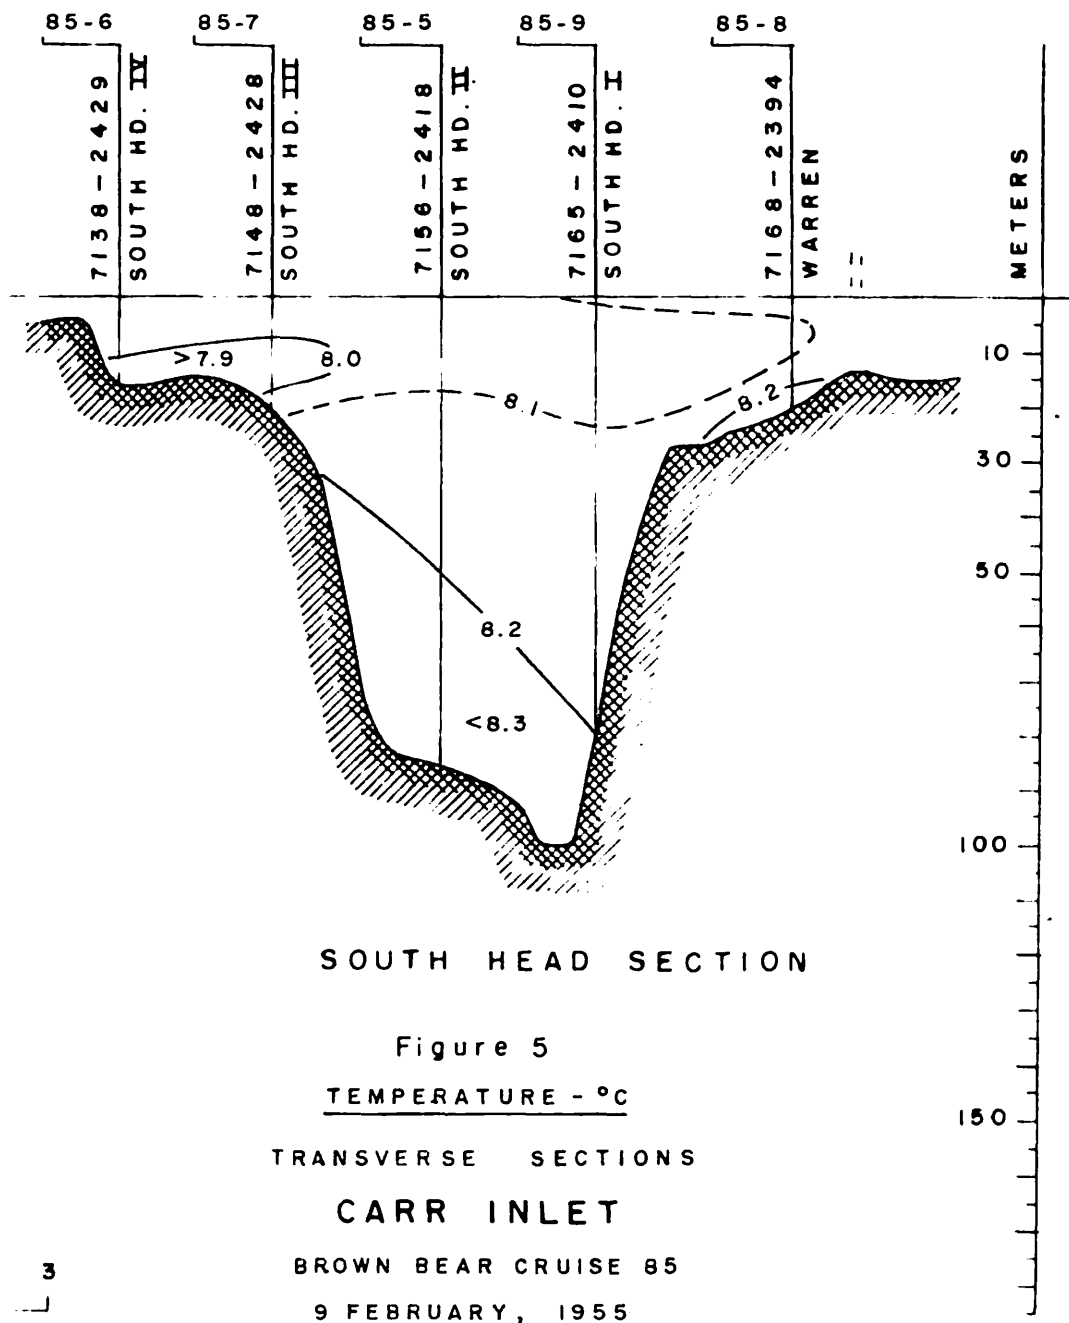 85-6
85-7
85-5
85-9
85-8
7138-2429
SOUTH HD. IV
7148-2428
SOUTH HD. III
7156-2418
SOUTH HD. II
7165-2410
SOUTH HD. I
7168-2394
WARREN
METERS
>7.9
8.0
8.1
8.2
8.2
<8.3
10
30
50
100
150
SOUTH HEAD SECTION
Figure 5
TEMPERATURE - °C
TRANSVERSE SECTIONS
CARR INLET
BROWN BEAR CRUISE 85
9 FEBRUARY, 1955
3